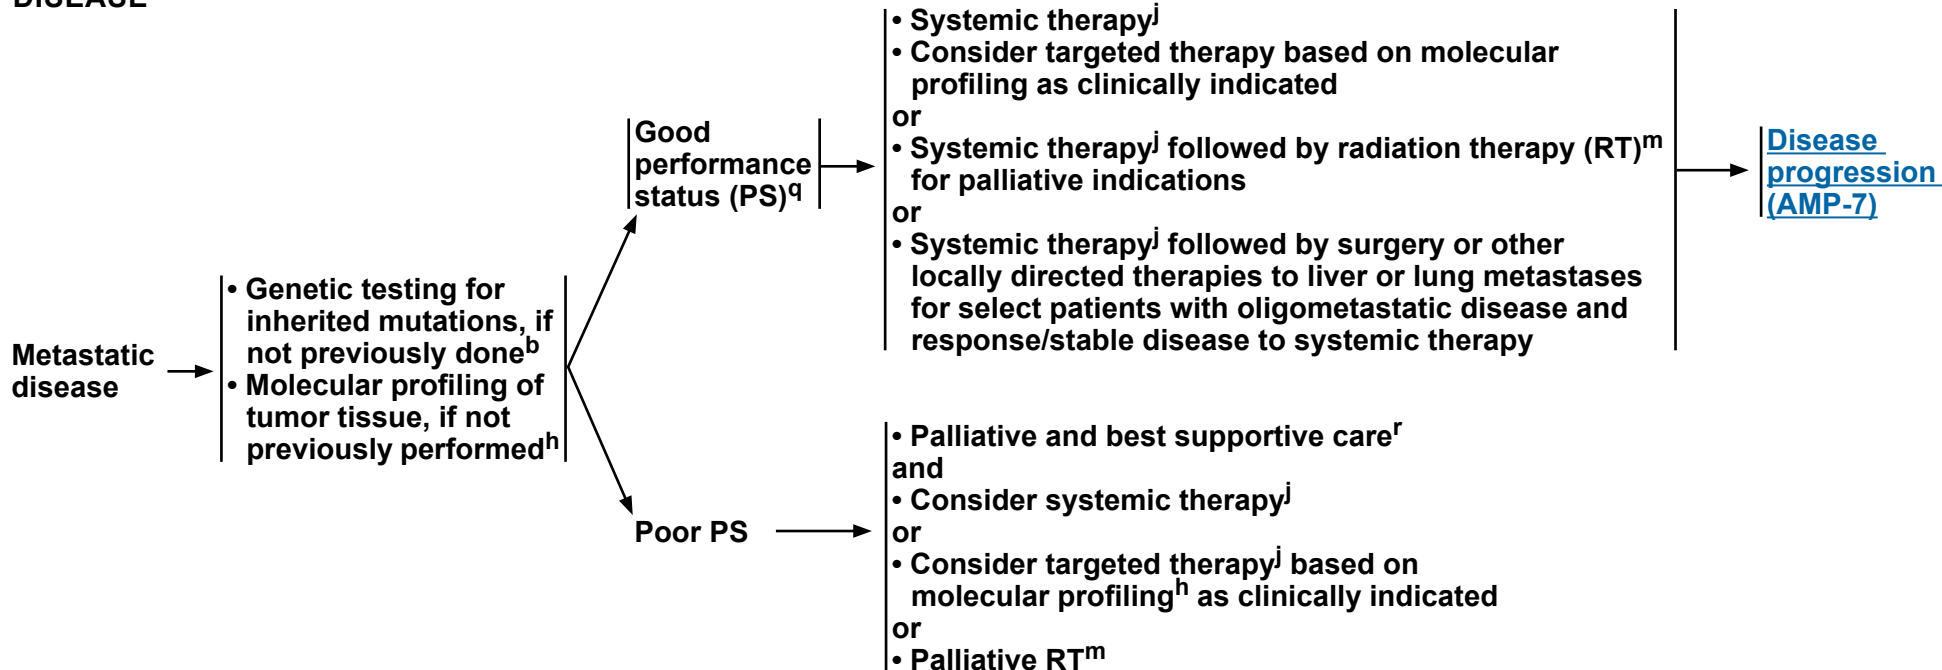 DISEASE
Metastatic
disease
• Genetic testing for
inherited mutations, if
not previously doneᵇ
• Molecular profiling of
tumor tissue, if not
previously performedʰ
Good
performance
status (PS)q
• Systemic therapyʲ
• Consider targeted therapy based on molecular
profiling as clinically indicated
or
• Systemic therapyʲ followed by radiation therapy (RT)ᵐ
for palliative indications
or
• Systemic therapyʲ followed by surgery or other
locally directed therapies to liver or lung metastases
for select patients with oligometastatic disease and
response/stable disease to systemic therapy
Disease
progression
(AMP-7)
Poor PS
• Palliative and best supportive careʳ
and
• Consider systemic therapyʲ
or
• Consider targeted therapyʲ based on
molecular profilingʰ as clinically indicated
or
• Palliative RTᵐ